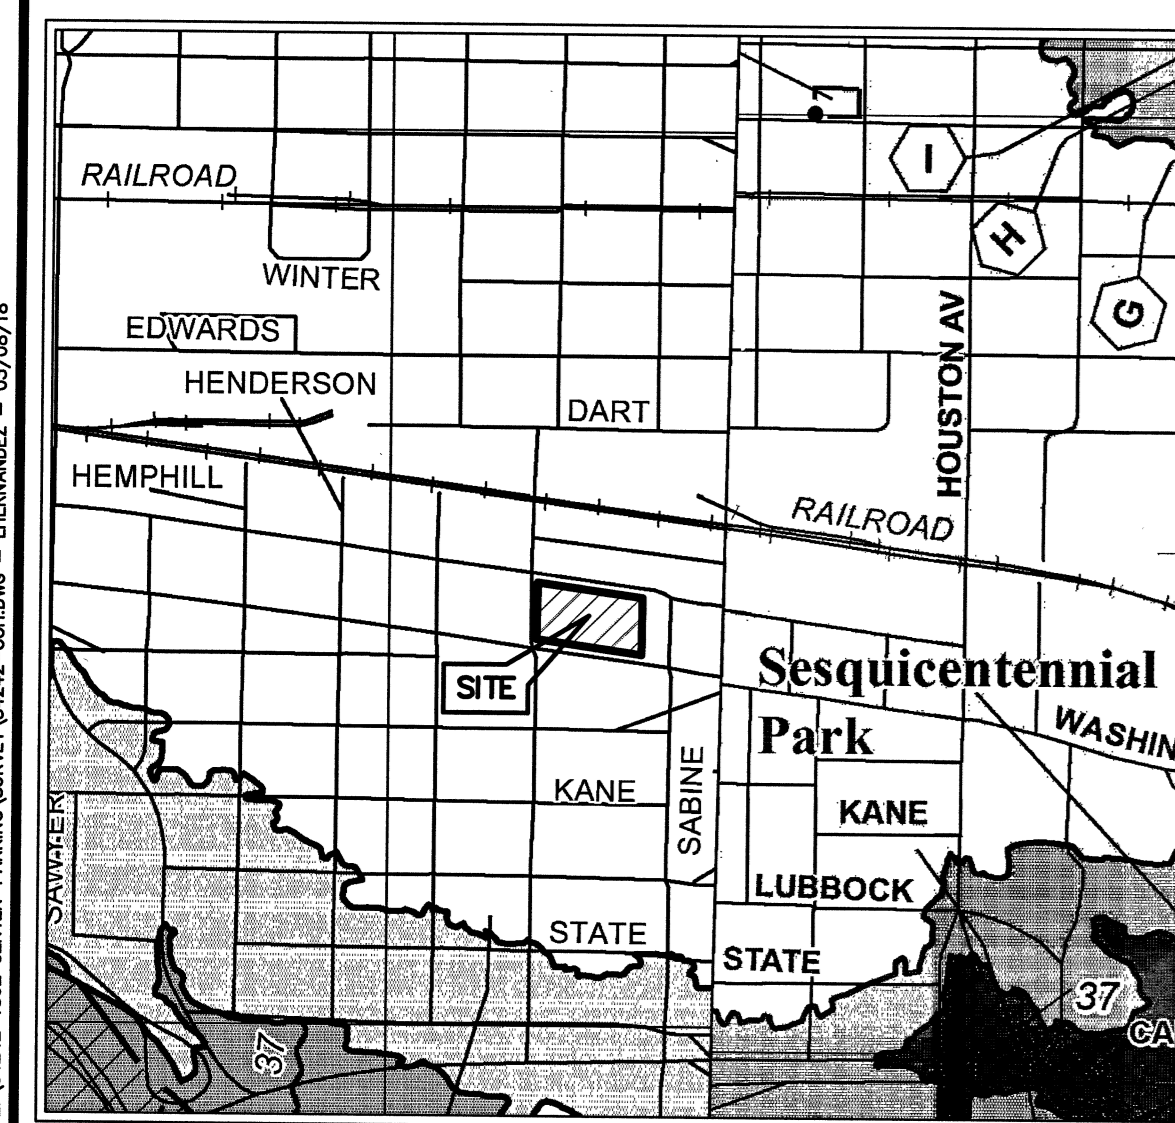 7
I
RAILROAD
H
WINTER
G
EDWARDS
HOUSTON AV
HENDERSON
DART
HEMPHILL
RAILROAD
SITE
Sesquicentennial
Park
WASHIN
KANE
SABINE
KANE
SAWYER
LUBBOCK
STATE
STATE
37
CA
37